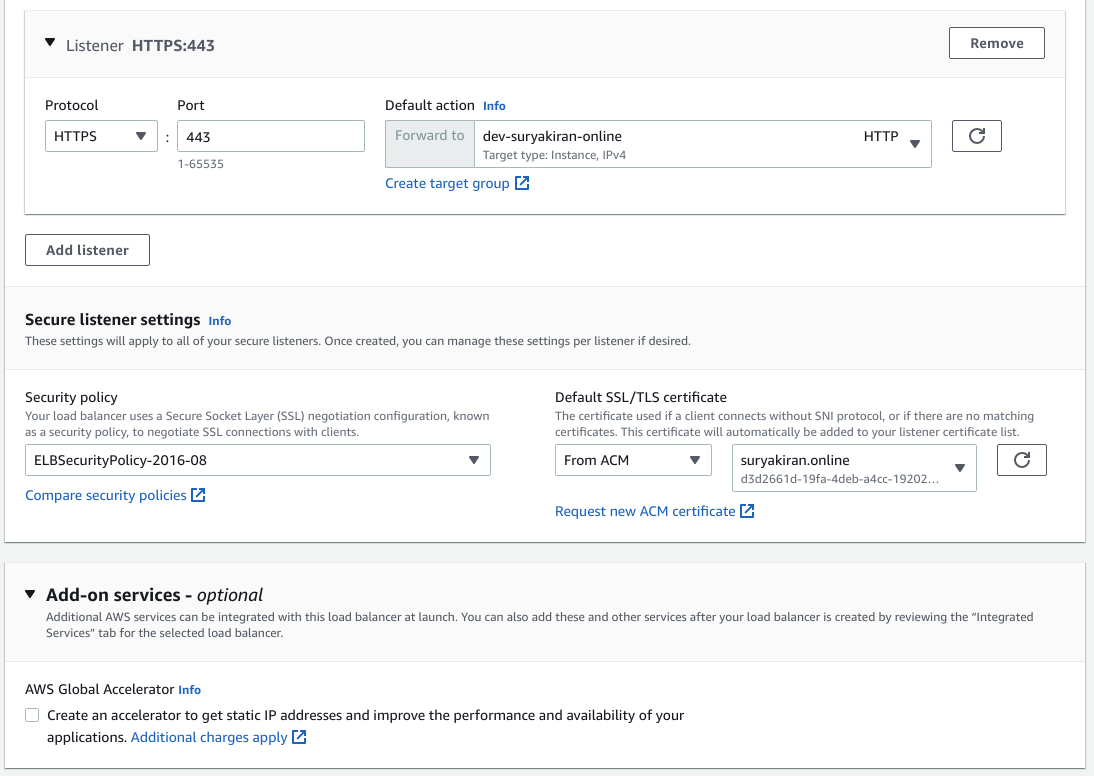 Listener HTTPS:443
Remove
Protocol
Port
Default action Info
HTTPS
:
443
Forward to
dev-suryakiran-online
HTTP
Target type: Instance, IPv4
1-65535
Create target group
Add listener
Secure listener settings Info
These settings will apply to all of your secure listeners. Once created, you can manage these settings per listener if desired.
Security policy
Your load balancer uses a Secure Socket Layer (SSL) negotiation configuration, known
as a security policy, to negotiate SSL connections with clients.
ELBSecurityPolicy-2016-08
Compare security policies
Default SSL/TLS certificate
The certificate used if a client connects without SNI protocol, or if there are no matching
certificates. This certificate will automatically be added to your listener certificate list.
From ACM
suryakiran.online
d3d2661d-19fa-4deb-a4cc-19202...
Request new ACM certificate
Add-on services - optional
Additional AWS services can be integrated with this load balancer at launch. You can also add these and other services after your load balancer is created by reviewing the “Integrated
Services” tab for the selected load balancer.
AWS Global Accelerator Info
Create an accelerator to get static IP addresses and improve the performance and availability of your
applications. Additional charges apply